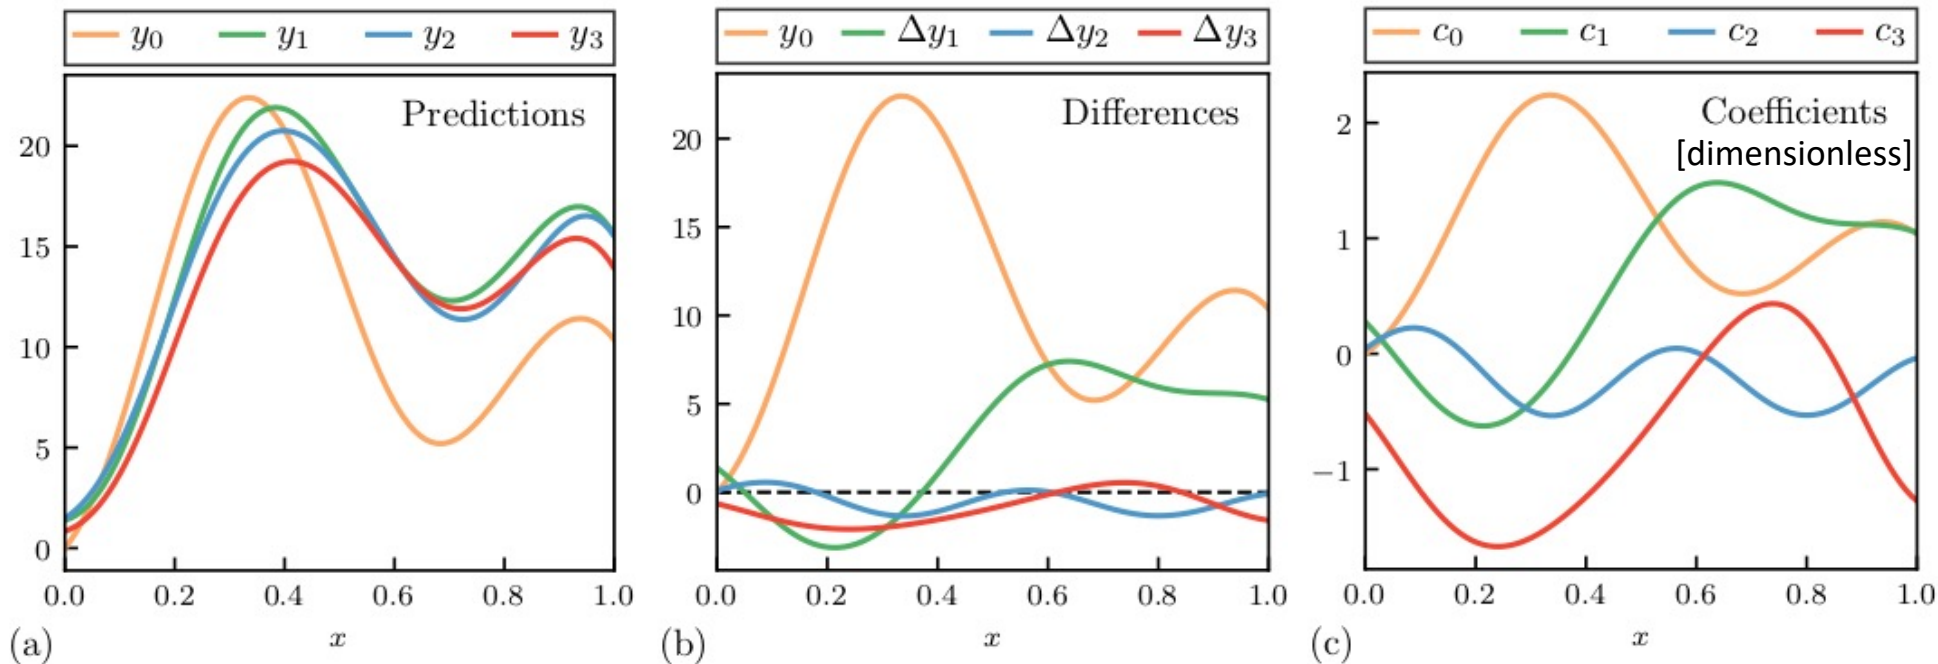 y₀ y₁ y₂ y₃
Predictions
20
15
10
5
0
0.0 0.2 0.4 0.6 0.8 1.0
(a) x
y₀ Δy₁ Δy₂ Δy₃
Differences
20
15
10
5
0
0.0 0.2 0.4 0.6 0.8 1.0
(b) x
c₀ c₁ c₂ c₃
Coefficients
[dimensionless]
2
1
0
−1
0.0 0.2 0.4 0.6 0.8 1.0
(c) x